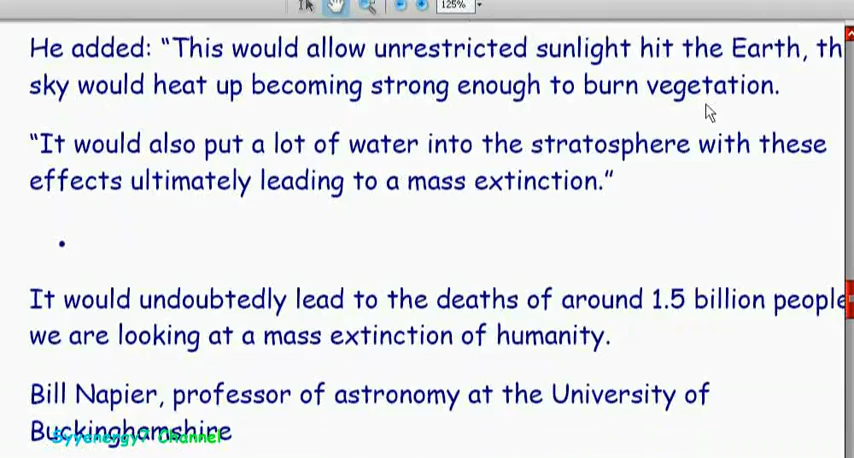 125%
He added: “This would allow unrestricted sunlight hit the Earth, th
sky would heat up becoming strong enough to burn vegetation.
“It would also put a lot of water into the stratosphere with these
effects ultimately leading to a mass extinction.”
•
It would undoubtedly lead to the deaths of around 1.5 billion people
we are looking at a mass extinction of humanity.
Bill Napier, professor of astronomy at the University of
Buckinghamshire
Syyenergy7 Channel